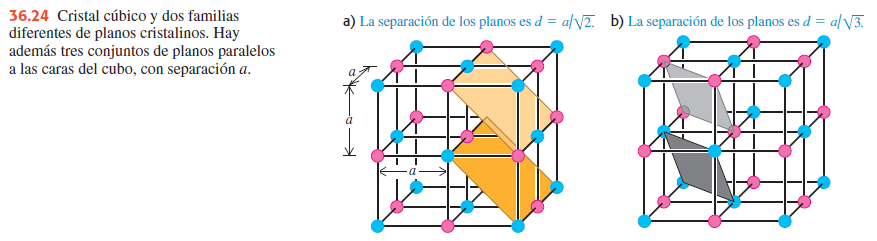 36.24 Cristal cúbico y dos familias
diferentes de planos cristalinos. Hay
además tres conjuntos de planos paralelos
a las caras del cubo, con separación a.
a) La separación de los planos es d = a/√2.
b) La separación de los planos es d = a/√3.
a
a
a